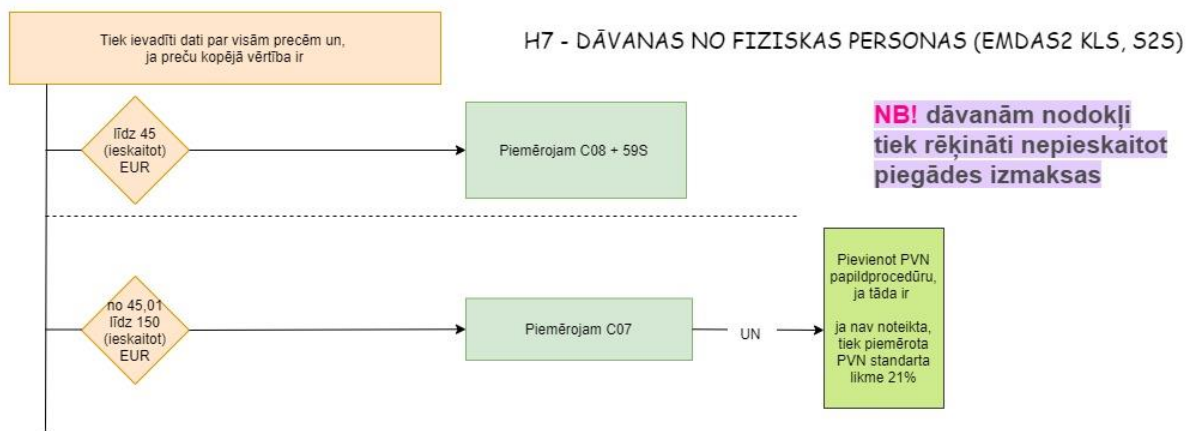 Tiek ievadīti dati par visām precēm un,
ja preču kopējā vērtība ir
H7 - DĀVANAS NO FIZISKAS PERSONAS (EMDAS2 KLS, S2S)
NB! dāvanām nodokļi
tiek rēķināti nepieskaitot
piegādes izmaksas
līdz 45
(ieskaitot)
EUR
Piemērojam C08 + 59S
no 45,01
līdz 150
(ieskaitot)
EUR
Piemērojam C07
UN
Pievienot PVN
papildprocedūru,
ja tāda ir
ja nav noteikta,
tiek piemērota
PVN standarta
likme 21%